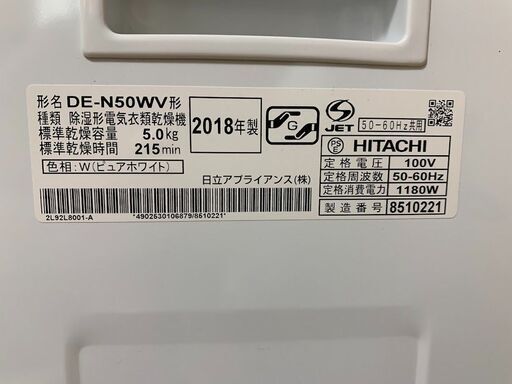 形名 DE-N50WV形
種類 除湿形電気衣類乾燥機
標準乾燥容量 5.0kg
標準乾燥時間 215min
色相：W（ピュアホワイト）
2018年製
G
S JET
50-60Hz共用
PSE HITACHI
定格電圧 100V
定格周波数 50-60Hz
定格消費電力 1180W
製造番号 8510221
日立アプライアンス(株)
2L92L8001-A
*4902530106879/8510221*